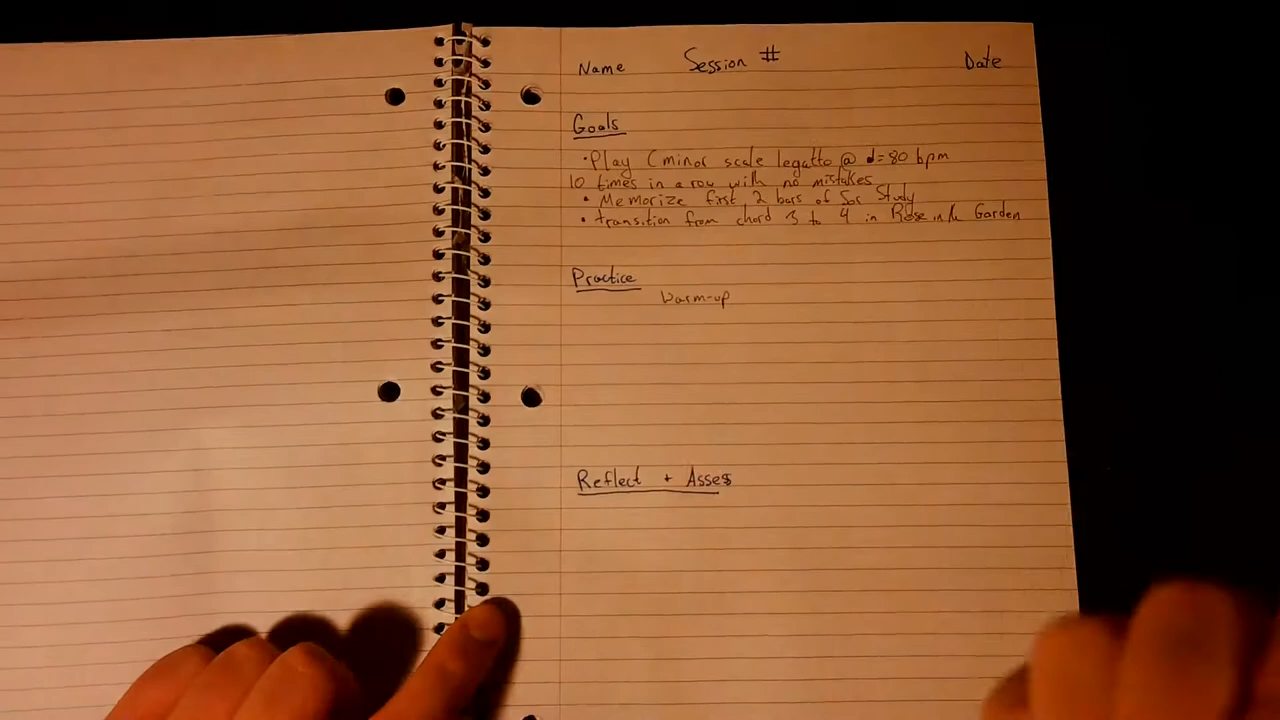 Name Session # Date
Goals
• Play C minor scale legatto @ d=80 bpm
10 times in a row with no mistakes
• Memorize first 2 bars of Sor Study
• transition from chord 3 to 4 in Rose in the Garden
Practice
Warm-up
Reflect + Assess